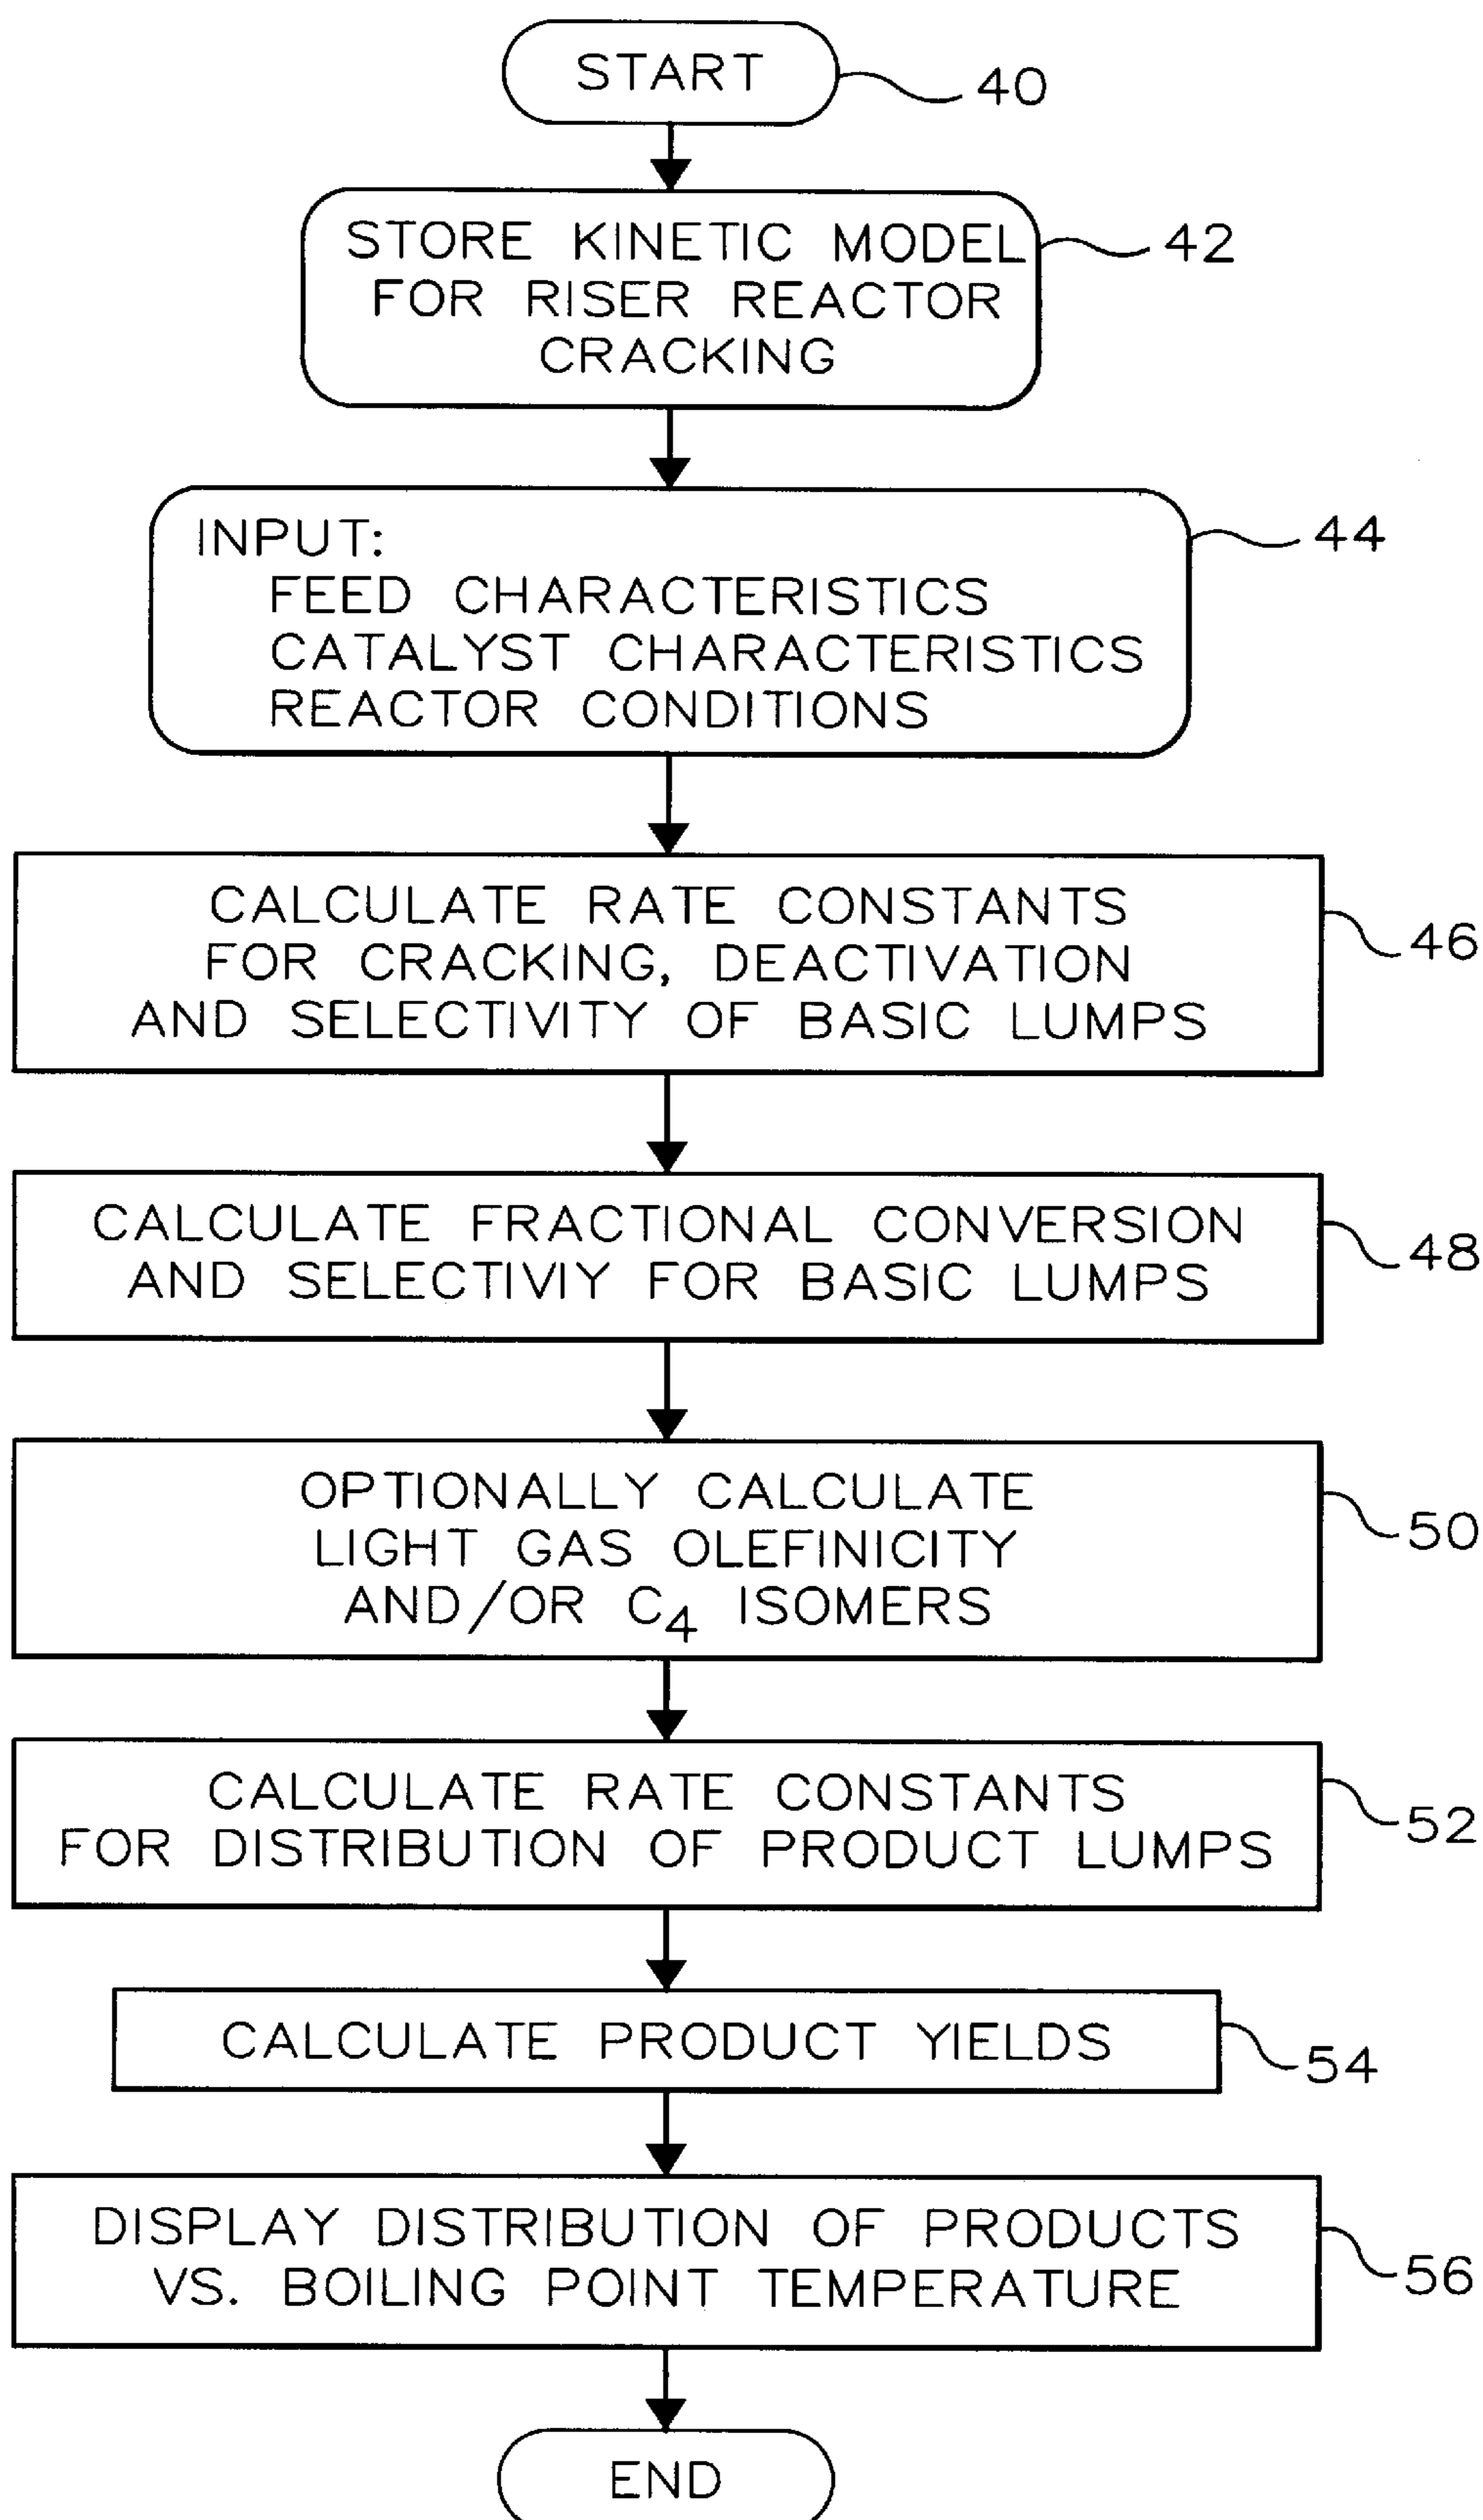 START
40
STORE KINETIC MODEL
42
FOR RISER REACTOR
CRACKING
INPUT:
44
FEED CHARACTERISTICS
CATALYST CHARACTERISTICS
REACTOR CONDITIONS
CALCULATE RATE CONSTANTS
46
FOR CRACKING, DEACTIVATION
AND SELECTIVITY OF BASIC LUMPS
CALCULATE FRACTIONAL CONVERSION
48
AND SELECTIVIY FOR BASIC LUMPS
OPTIONALLY CALCULATE
50
LIGHT GAS OLEFINICITY
AND/OR C4 ISOMERS
CALCULATE RATE CONSTANTS
52
FOR DISTRIBUTION OF PRODUCT LUMPS
CALCULATE PRODUCT YIELDS
54
DISPLAY DISTRIBUTION OF PRODUCTS
56
VS. BOILING POINT TEMPERATURE
END